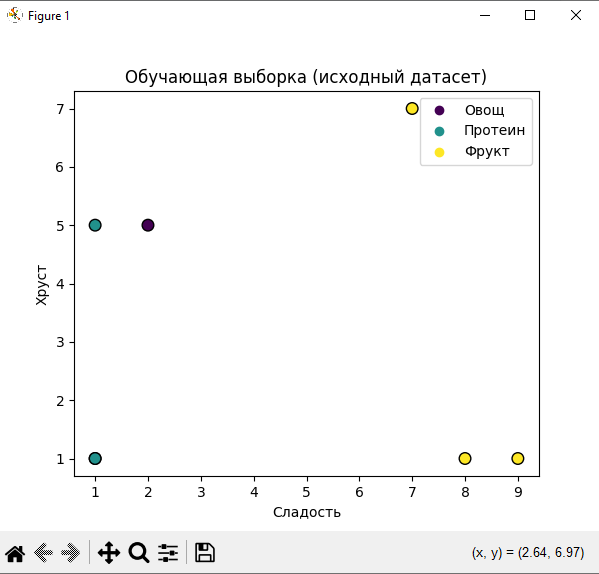 Figure 1
Обучающая выборка (исходный датасет)
Овощ
Протеин
Фрукт
7
6
5
4
3
2
1
Хруст
1 2 3 4 5 6 7 8 9
Сладость
(x, y) = (2.64, 6.97)